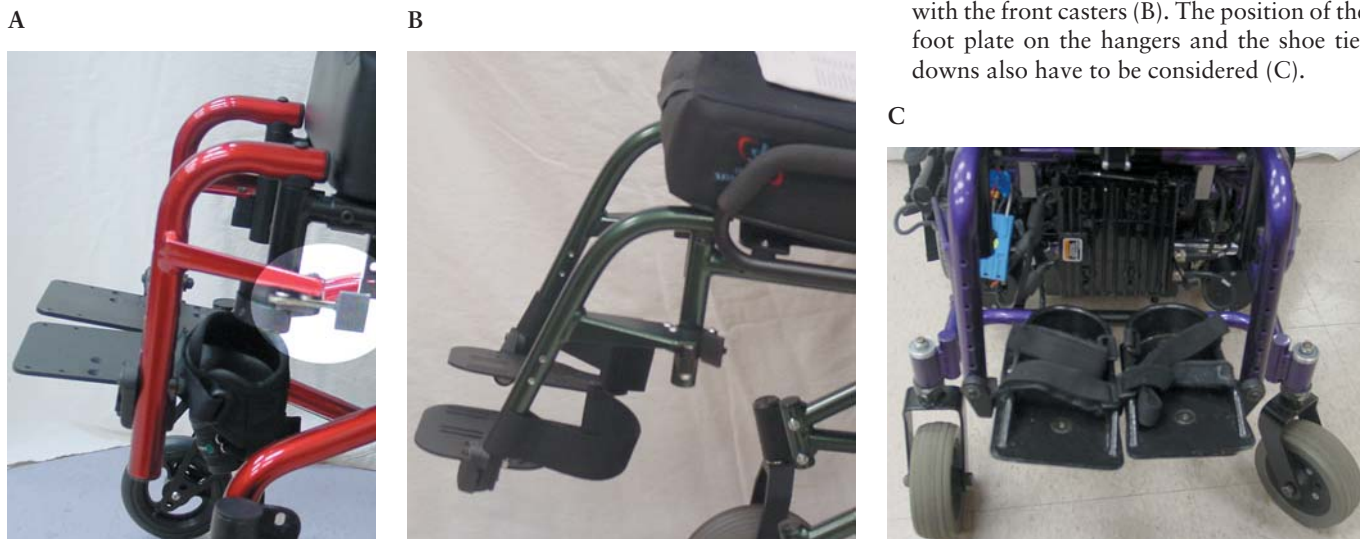 A
B
with the front casters (B). The position of the
foot plate on the hangers and the shoe tie-
downs also have to be considered (C).
C